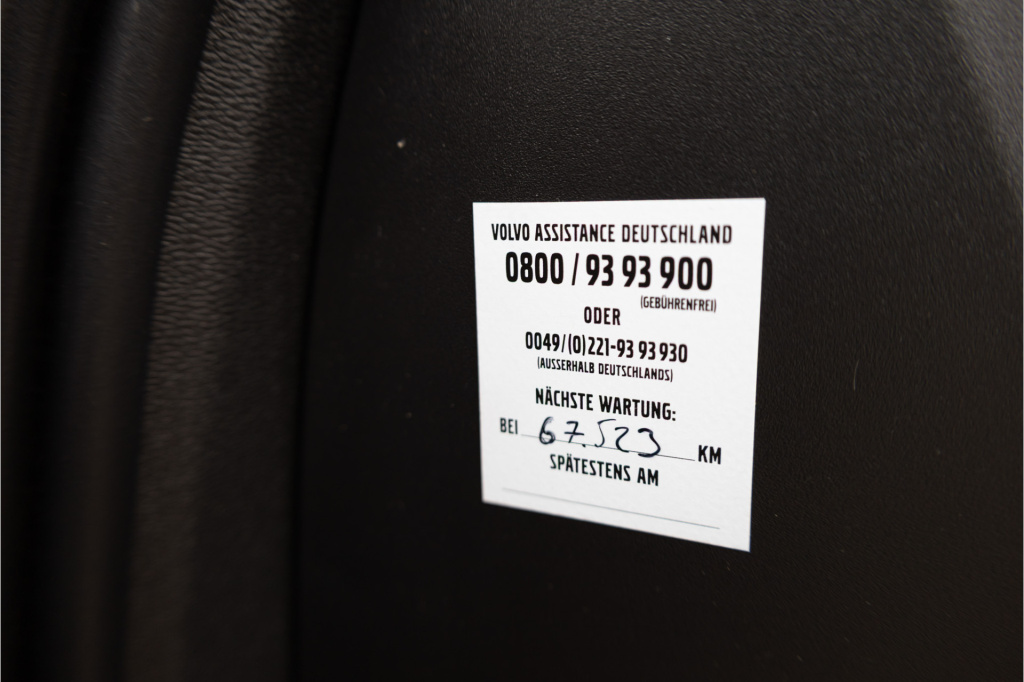 VOLVO ASSISTANCE DEUTSCHLAND
0800 / 93 93 900
(GEBÜHRENFREI)
ODER
0049/(0)221-93 93 930
(AUSSERHALB DEUTSCHLANDS)
NÄCHSTE WARTUNG:
BEI 67.523 KM
SPÄTESTENS AM